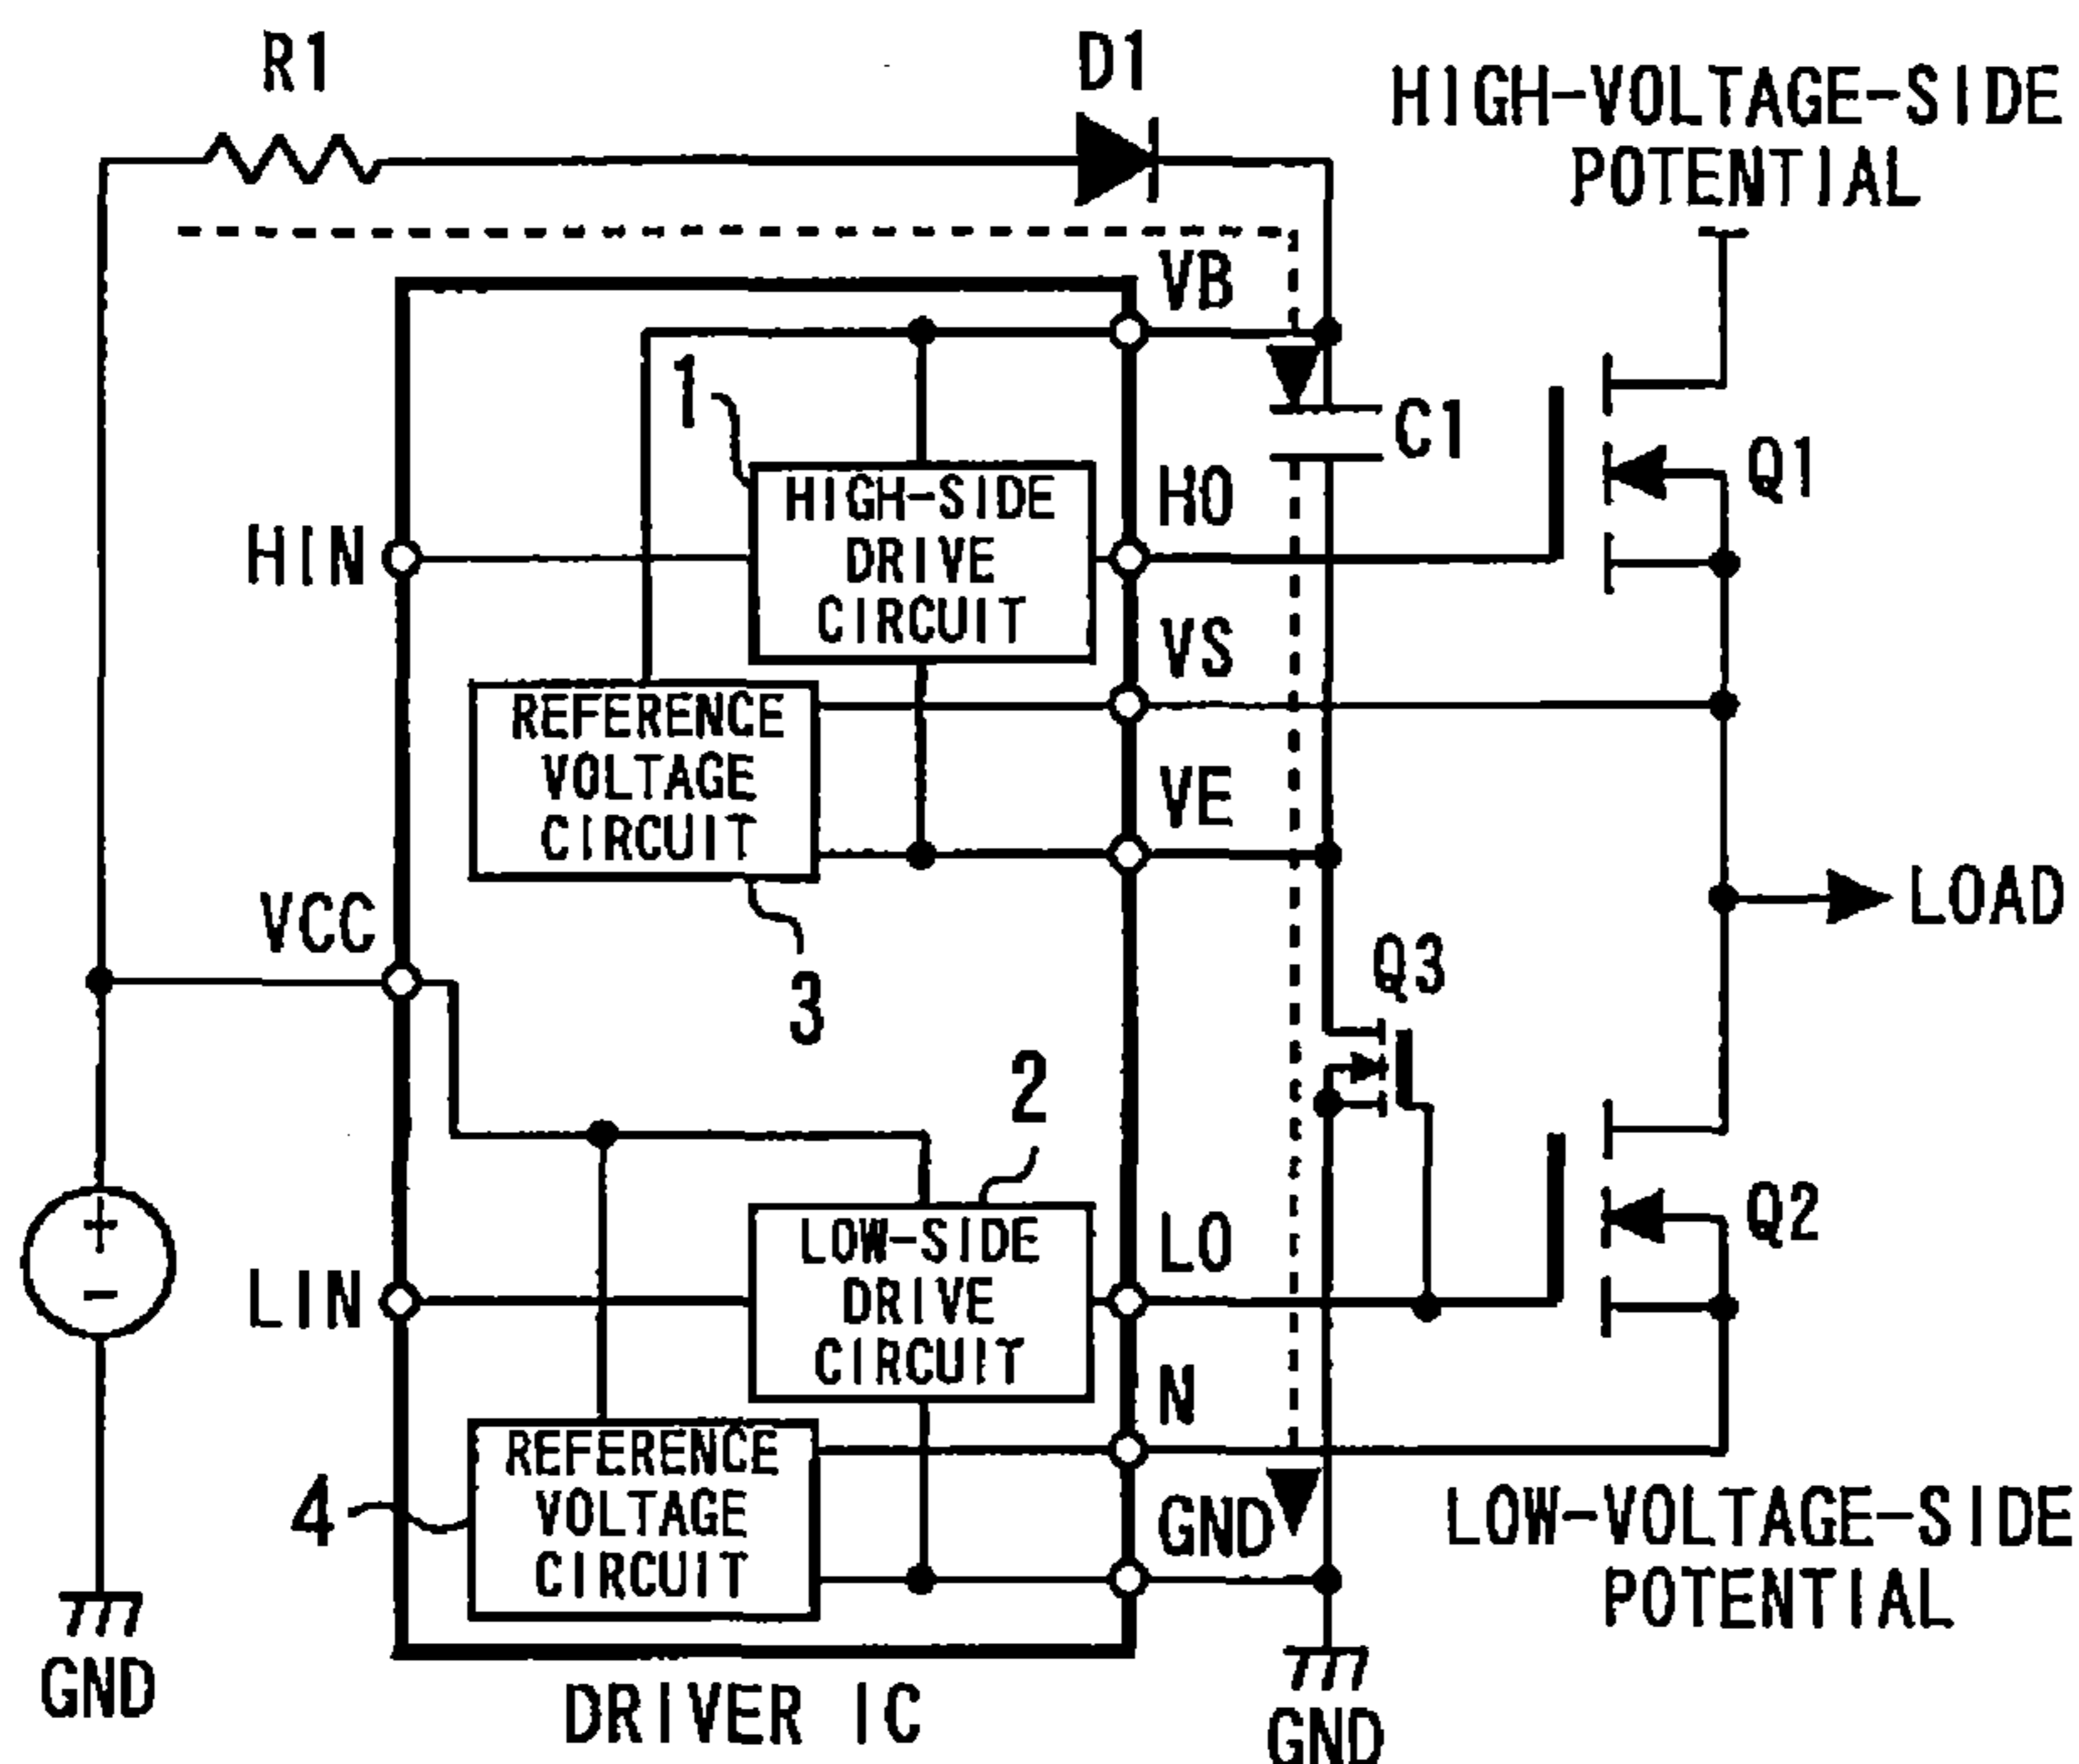 R1
D1
HIGH-VOLTAGE-SIDE
POTENTIAL
VB
1
C1
HO
Q1
HIGH-SIDE
DRIVE
CIRCUIT
HIN
VS
REFERENCE
VOLTAGE
CIRCUIT
VE
VCC
LOAD
3
Q3
2
+
-
LIN
LOW-SIDE
DRIVE
CIRCUIT
LO
Q2
N
REFERENCE
VOLTAGE
CIRCUIT
4
GND
LOW-VOLTAGE-SIDE
POTENTIAL
GND
DRIVER IC
GND